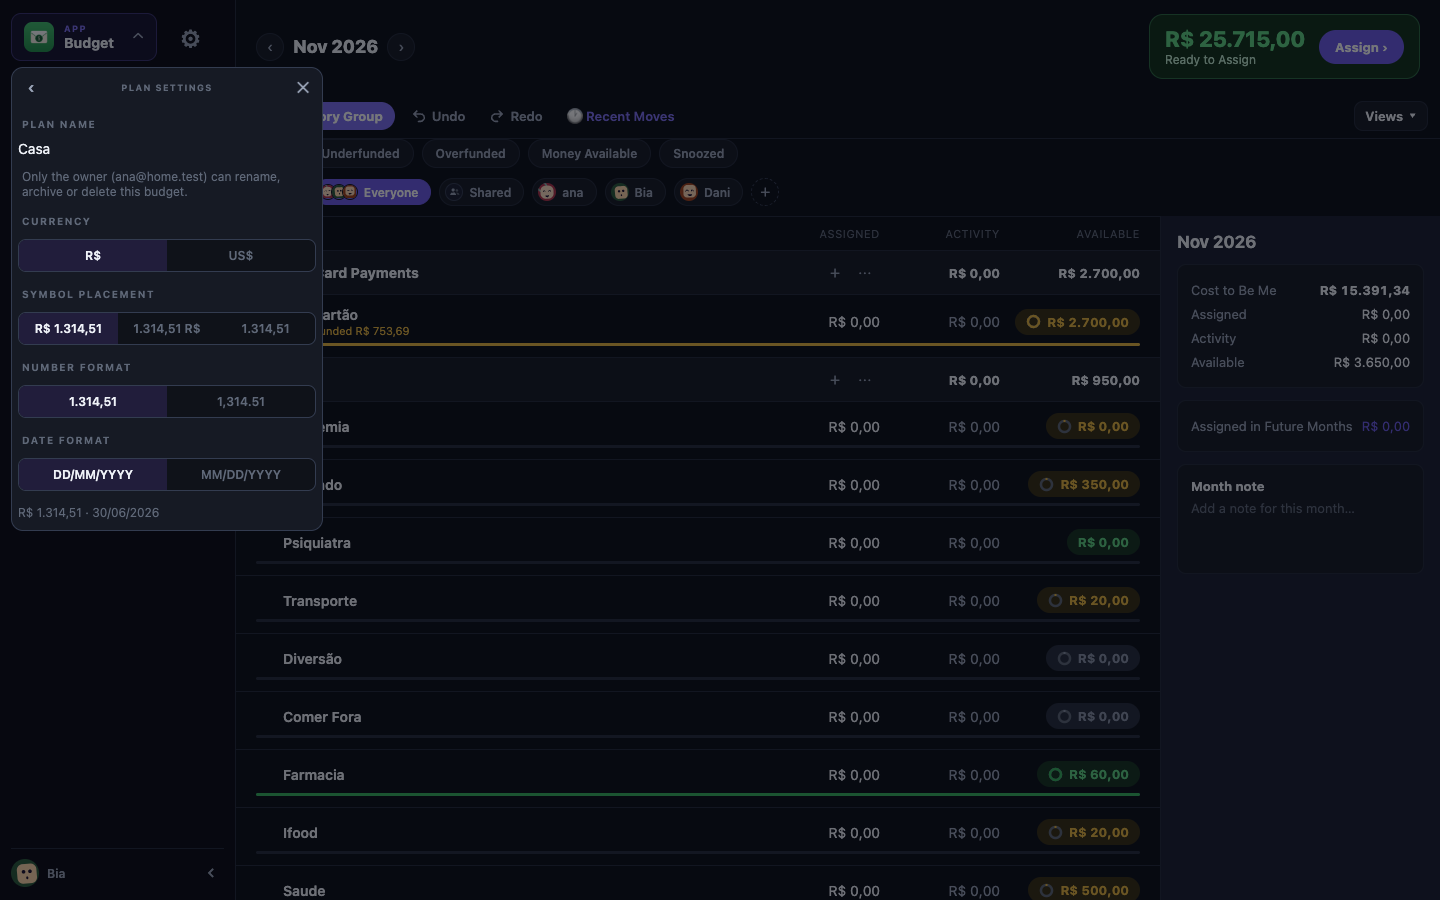 APP
Budget
‹
Nov 2026
›
R$ 25.715,00
Ready to Assign
Assign ›
‹
PLAN SETTINGS
PLAN NAME
Casa
Only the owner (ana@home.test) can rename,
archive or delete this budget.
CURRENCY
R$
US$
SYMBOL PLACEMENT
R$ 1.314,51
1.314,51 R$
1.314,51
NUMBER FORMAT
1.314,51
1,314.51
DATE FORMAT
DD/MM/YYYY
MM/DD/YYYY
R$ 1.314,51 · 30/06/2026
ory Group
Undo
Redo
Recent Moves
Views
Underfunded
Overfunded
Money Available
Snoozed
Everyone
Shared
ana
Bia
Dani
+
ASSIGNED
ACTIVITY
AVAILABLE
ard Payments
+
...
R$ 0,00
R$ 2.700,00
artão
unded R$ 753,69
R$ 0,00
R$ 0,00
R$ 2.700,00
+
...
R$ 0,00
R$ 950,00
emia
R$ 0,00
R$ 0,00
R$ 0,00
do
R$ 0,00
R$ 0,00
R$ 350,00
Psiquiatra
R$ 0,00
R$ 0,00
R$ 0,00
Transporte
R$ 0,00
R$ 0,00
R$ 20,00
Diversão
R$ 0,00
R$ 0,00
R$ 0,00
Comer Fora
R$ 0,00
R$ 0,00
R$ 0,00
Farmacia
R$ 0,00
R$ 0,00
R$ 60,00
Ifood
R$ 0,00
R$ 0,00
R$ 20,00
Saude
R$ 0,00
R$ 0,00
R$ 500,00
Nov 2026
Cost to Be Me
R$ 15.391,34
Assigned
R$ 0,00
Activity
R$ 0,00
Available
R$ 3.650,00
Assigned in Future Months
R$ 0,00
Month note
Add a note for this month...
Bia